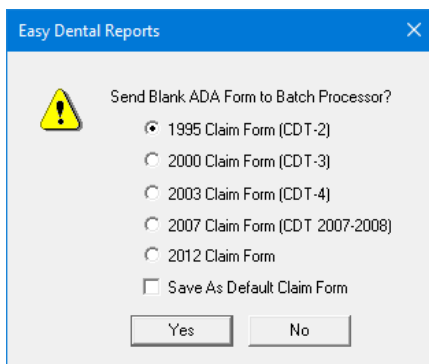 Easy Dental Reports
Send Blank ADA Form to Batch Processor?
1995 Claim Form (CDT-2)
2000 Claim Form (CDT-3)
2003 Claim Form (CDT-4)
2007 Claim Form (CDT 2007-2008)
2012 Claim Form
Save As Default Claim Form
Yes No